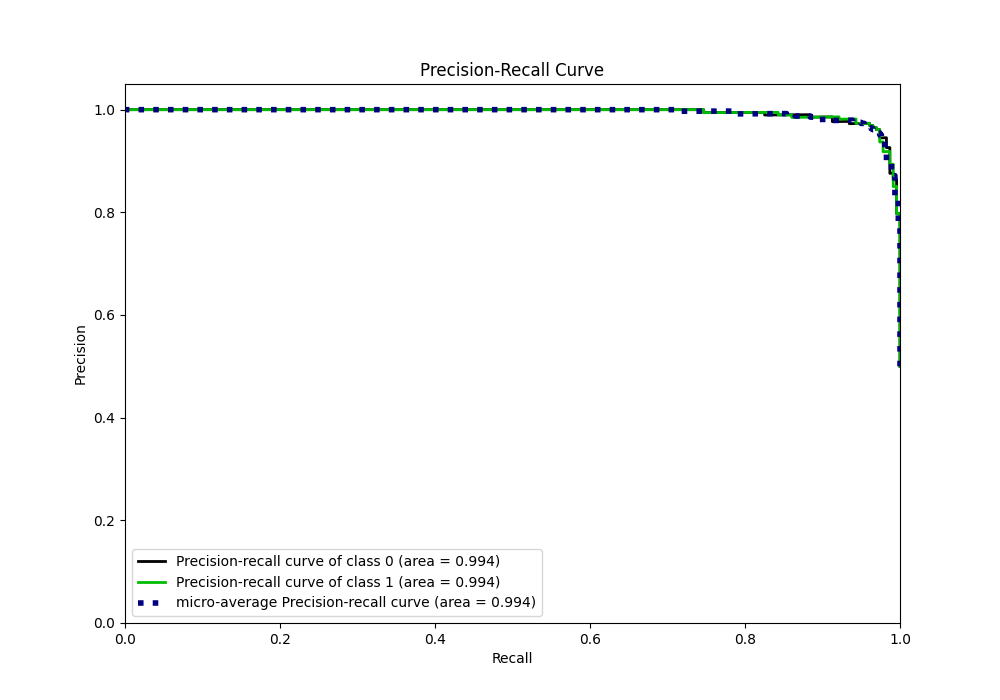 Precision-Recall Curve
1.0
0.8
0.6
0.4
0.2
0.0
Precision
Precision-recall curve of class 0 (area = 0.994)
Precision-recall curve of class 1 (area = 0.994)
micro-average Precision-recall curve (area = 0.994)
0.0 0.2 0.4 0.6 0.8 1.0
Recall